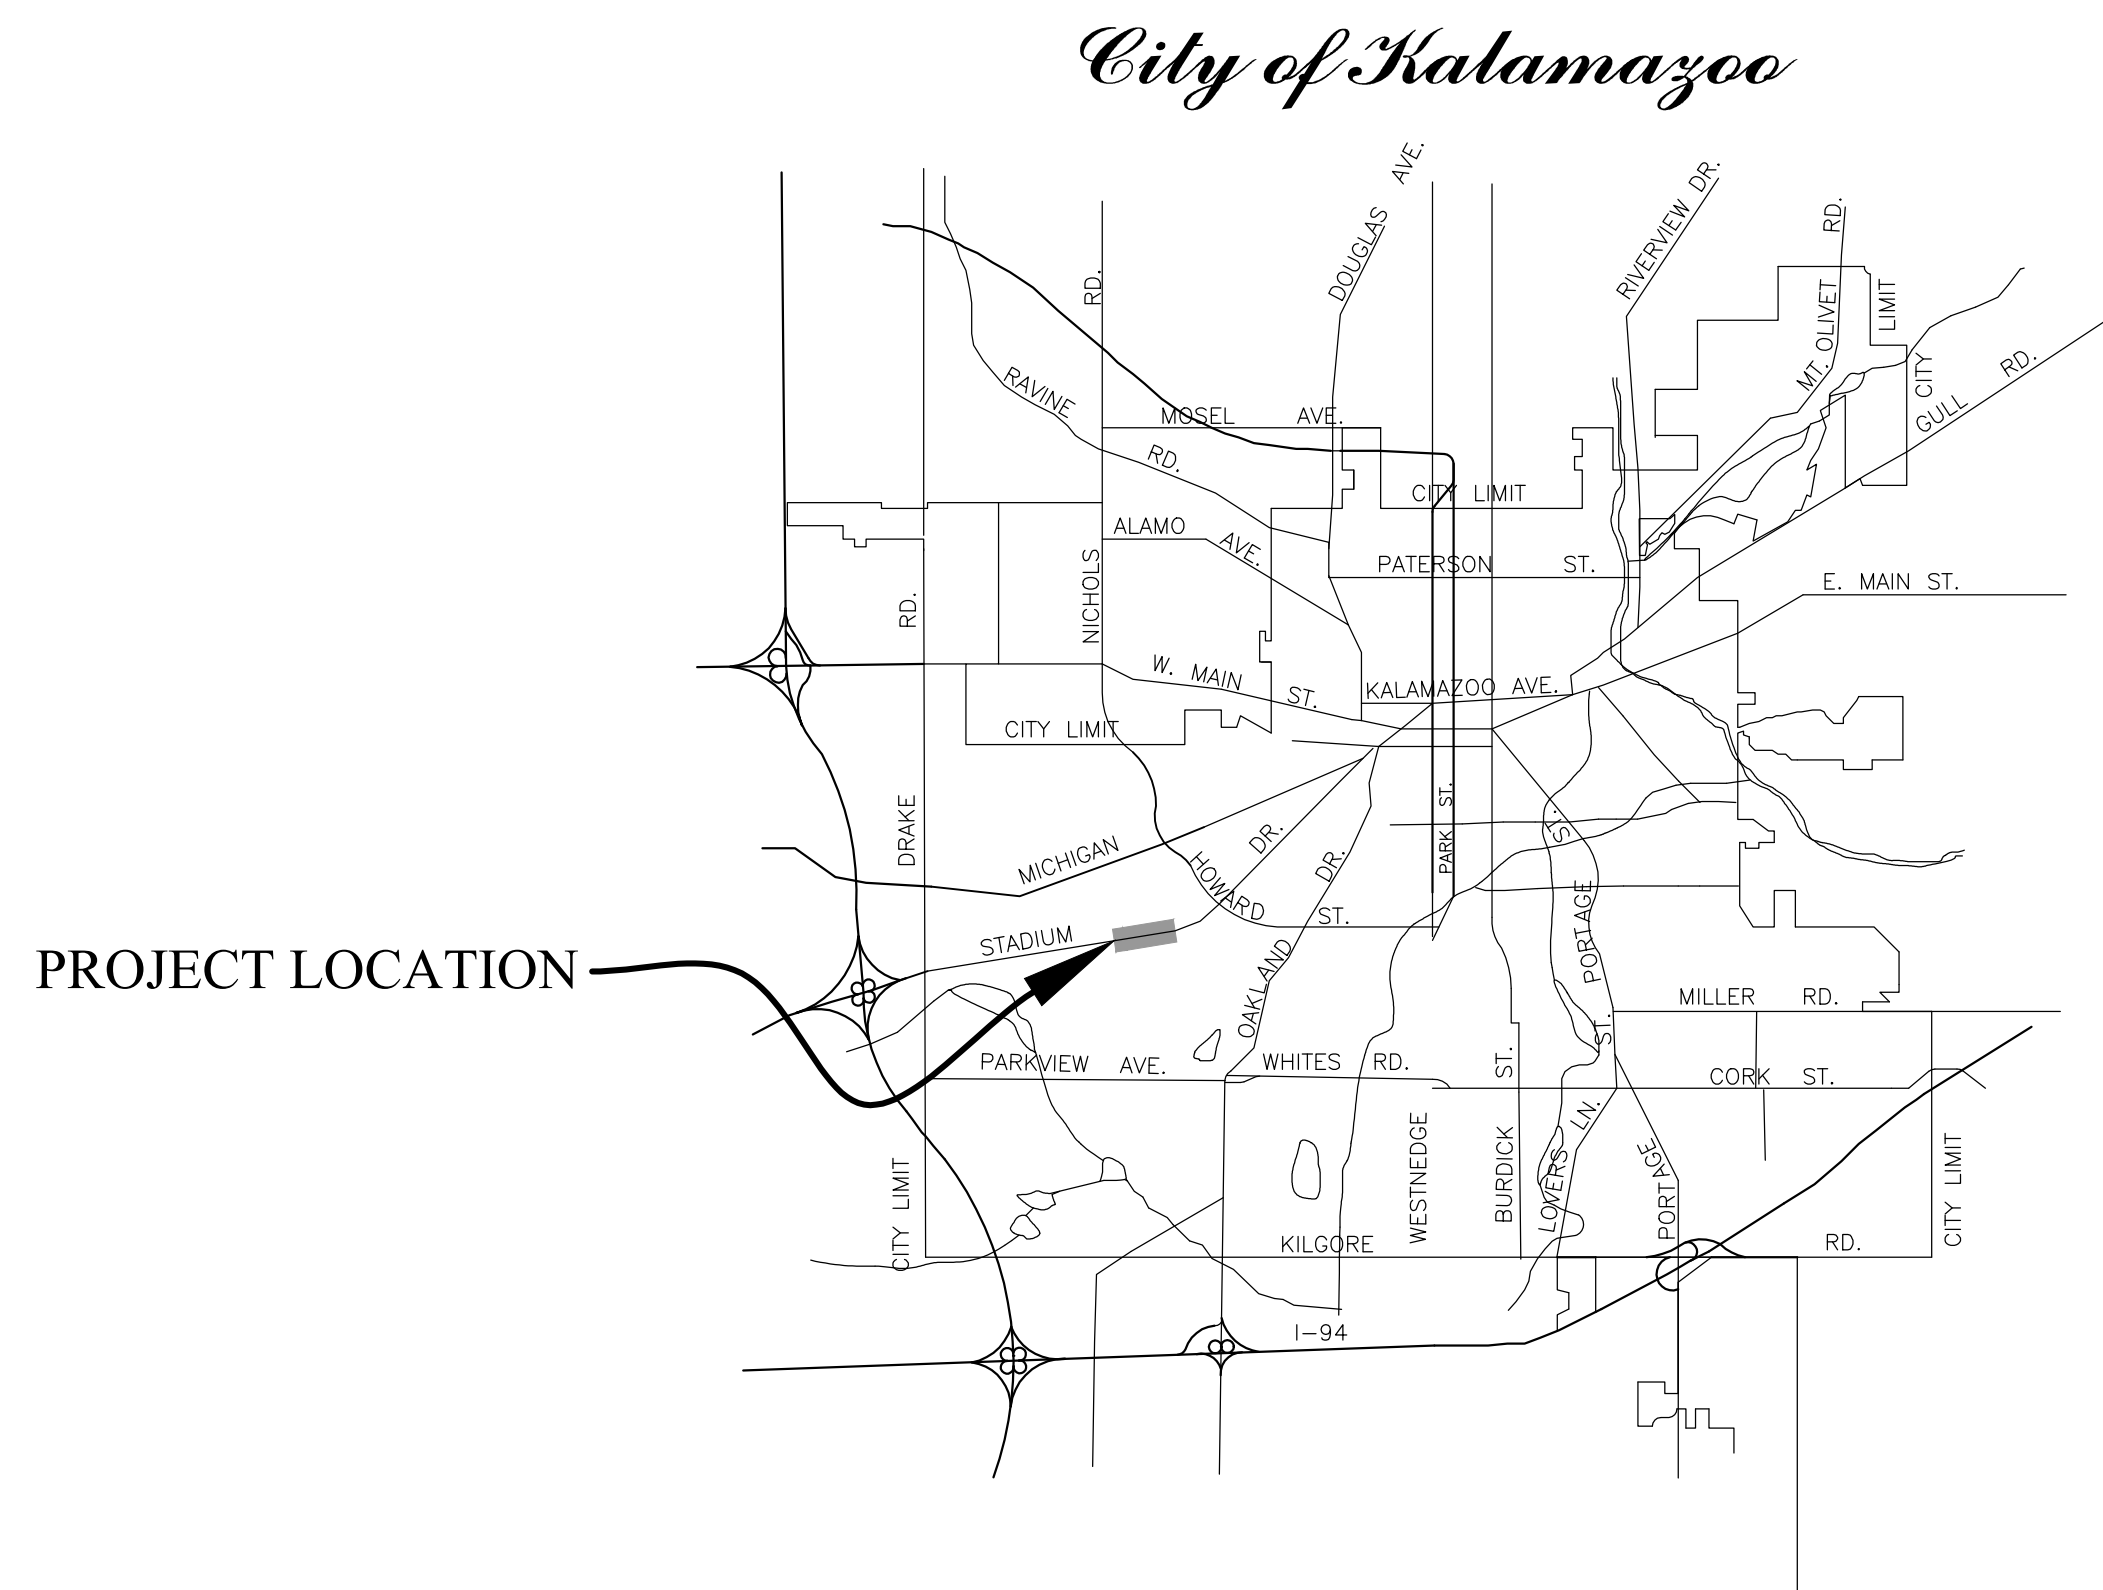 City of Kalamazoo
DOUGLAS AVE.
RIVERVIEW DR.
MT. OLIVET RD.
CITY LIMIT
GULL RD.
NICHOLS RD.
RAVINE RD.
MOSEL AVE.
CITY LIMIT
ALAMO AVE.
PATERSON ST.
E. MAIN ST.
DRAKE RD.
W. MAIN ST.
KALAMAZOO AVE.
CITY LIMIT
PARK ST.
MICHIGAN
HOWARD ST.
STADIUM DR.
OAKLAND DR.
PORTAGE ST.
PROJECT LOCATION
MILLER RD.
PARKVIEW AVE.
WHITES RD.
CORK ST.
WESTNEDGE
BURDICK ST.
LOVERS LN.
PORTAGE ST.
CITY LIMIT
CITY LIMIT
KILGORE RD.
I-94